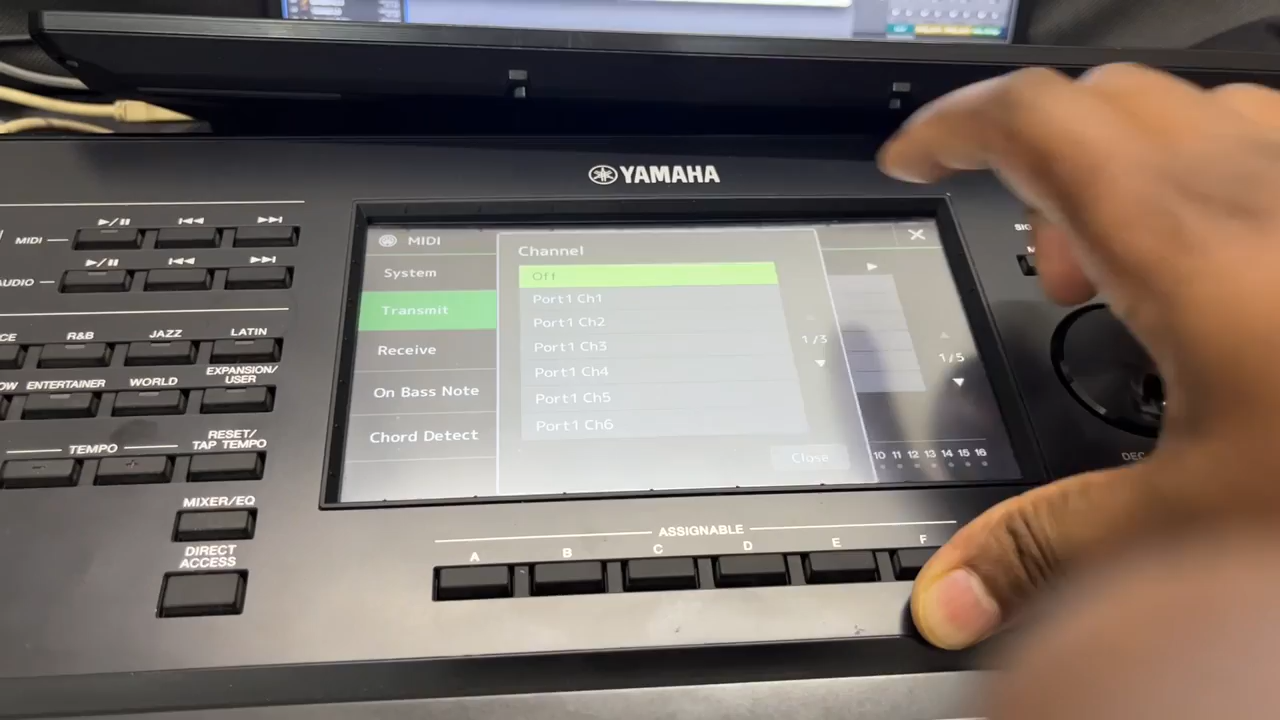 YAMAHA
MIDI
AUDIO
R&B
JAZZ
LATIN
ENTERTAINER
WORLD
EXPANSION/
USER
TEMPO
RESET/
TAP TEMPO
MIXER/EQ
DIRECT
ACCESS
MIDI
System
Transmit
Receive
On Bass Note
Chord Detect
Channel
Off
Port1 Ch1
Port1 Ch2
Port1 Ch3
Port1 Ch4
Port1 Ch5
Port1 Ch6
1/3
Close
1/5
10 11 12 13 14 15 16
ASSIGNABLE
A B C D E F